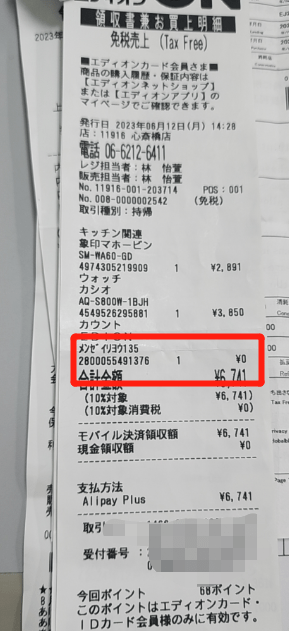 領収書兼お買上明細
免税売上 (Tax Free)
■エディオンカード会員さま■
商品の購入履歴・保証内容は
【エディオンネットショップ】
または【エディオンアプリ】の
マイページでご確認できます。
発行日 2023年06月12日(月) 14:28
店：11916 心斎橋店
電話 06-6212-6411
レジ担当者：林 怡萱
販売担当者：林 怡萱
No.11916-001-203714 POS：001
No.008-0000002542 (免税)
取引種別：持帰
キッチン関連
象印マホービン
SM-WA60-GD
4974305219909 1 ¥2,891
ウォッチ
カシオ
AQ-S800W-1BJH
4549526295881 1 ¥3,850
カウント
ﾒﾝｾﾞｲﾘﾖｳ135
2800055491376 1 ¥0
合計金額 ¥6,741
(10%対象 ¥6,741)
(10%対象消費税 ¥0)
モバイル決済領収額 ¥6,741
現金領収額 ¥0
支払方法
Alipay Plus ¥6,741
取引
受付番号：
今回ポイント 68ポイント
このポイントはエディオンカード・
IDカード会員様のみに有効です。